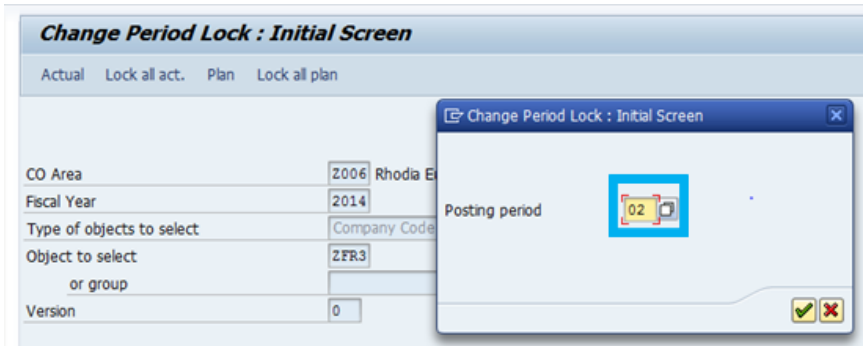 Change Period Lock : Initial Screen
Actual Lock all act. Plan Lock all plan
Change Period Lock : Initial Screen
CO Area Z006 Rhodia
Fiscal Year 2014
Type of objects to select Company Code
Object to select ZFR3
or group
Version 0
Posting period 02